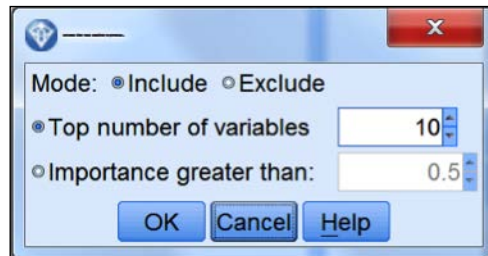 Mode: Include Exclude
Top number of variables 10
Importance greater than: 0.5
OK Cancel Help